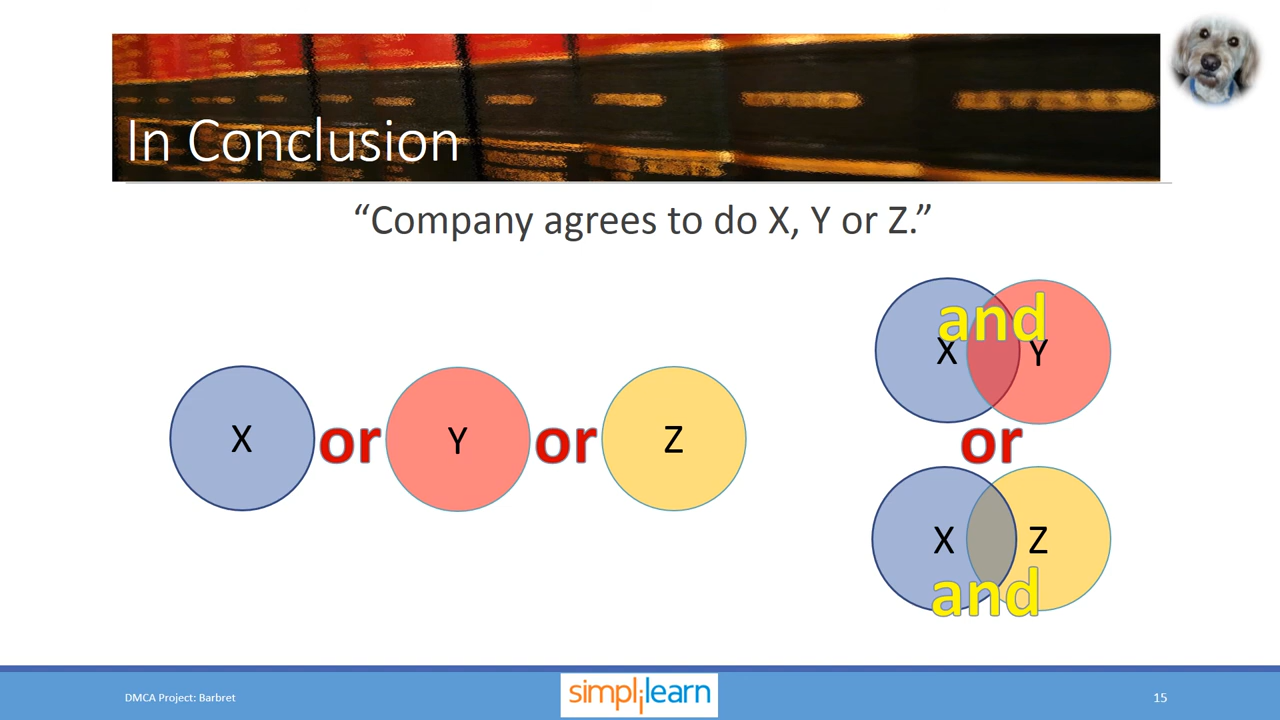 In Conclusion
“Company agrees to do X, Y or Z.”
X or Y or Z
and
X Y
or
X Z
and
DMCA Project: Barbret
simplilearn
15